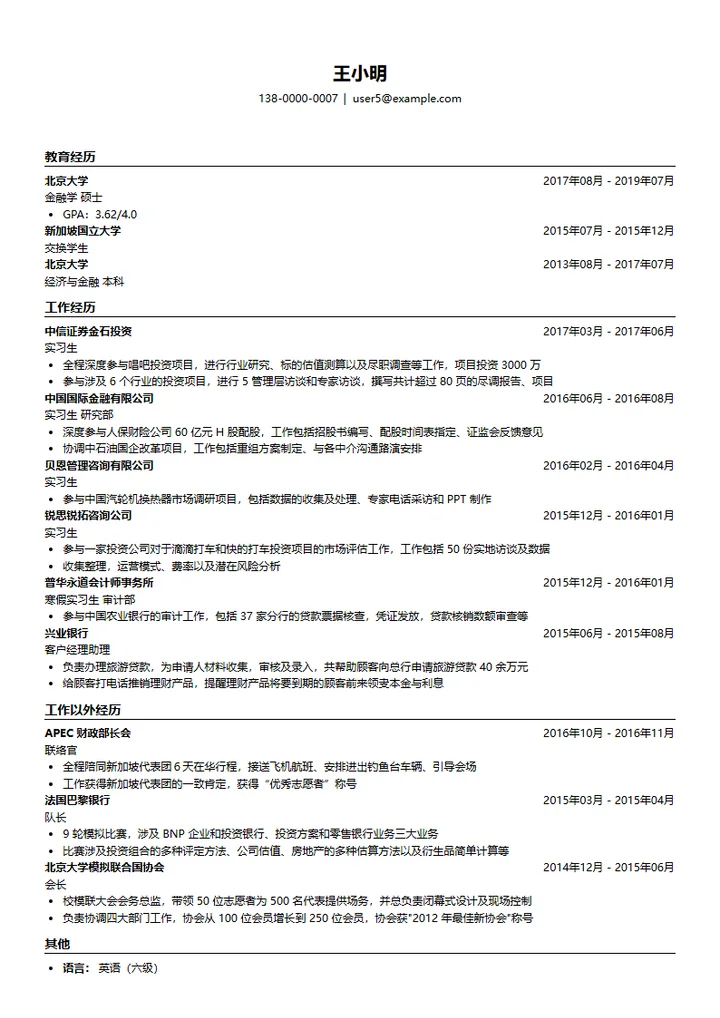 王小明
138-0000-0007 | user5@example.com
教育经历
北京大学 2017年08月 - 2019年07月
金融学 硕士
• GPA：3.62/4.0
新加坡国立大学 2015年07月 - 2015年12月
交换学生
北京大学 2013年08月 - 2017年07月
经济与金融 本科
工作经历
中信证券金石投资 2017年03月 - 2017年06月
实习生
• 全程深度参与唱吧投资项目，进行行业研究、标的估值测算以及尽职调查等工作，项目投资 3000 万
• 参与涉及 6 个行业的投资项目，进行 5 管理层访谈和专家访谈，撰写共计超过 80 页的尽调报告、项目
中国国际金融有限公司 2016年06月 - 2016年08月
实习生 研究部
• 深度参与人保财险公司 60 亿元 H 股配股，工作包括招股书编写、配股时间表指定、证监会反馈意见
• 协调中石油国企改革项目，工作包括重组方案制定、与各中介沟通路演安排
贝恩管理咨询有限公司 2016年02月 - 2016年04月
实习生
• 参与中国汽轮机换热器市场调研项目，包括数据的收集及处理、专家电话采访和 PPT 制作
锐思锐拓咨询公司 2015年12月 - 2016年01月
实习生
• 参与一家投资公司对于滴滴打车和快的打车投资项目的市场评估工作，工作包括 50 份实地访谈及数据
• 收集整理，运营模式、费率以及潜在风险分析
普华永道会计师事务所 2015年12月 - 2016年01月
寒假实习生 审计部
• 参与中国农业银行的审计工作，包括 37 家分行的贷款票据核查，凭证发放，贷款核销数额审查等
兴业银行 2015年06月 - 2015年08月
客户经理助理
• 负责办理旅游贷款，为申请人材料收集，审核及录入，共帮助顾客向总行申请旅游贷款 40 余万元
• 给顾客打电话推销理财产品，提醒理财产品将要到期的顾客前来领受本金与利息
工作以外经历
APEC 财政部长会 2016年10月 - 2016年11月
联络官
• 全程陪同新加坡代表团 6 天在华行程，接送飞机航班、安排进出钓鱼台车辆、引导会场
• 工作获得新加坡代表团的一致肯定，获得“优秀志愿者”称号
法国巴黎银行 2015年03月 - 2015年04月
队长
• 9 轮模拟比赛，涉及 BNP 企业和投资银行、投资方案和零售银行业务三大业务
• 比赛涉及投资组合的多种评定方法、公司估值、房地产的多种估算方法以及衍生品简单计算等
北京大学模拟联合国协会 2014年12月 - 2015年06月
会长
• 校模联大会会务总监，带领 50 位志愿者为 500 名代表提供场务，并总负责闭幕式设计及现场控制
• 负责协调四大部门工作，协会从 100 位会员增长到 250 位会员，协会获"2012 年最佳新协会"称号
其他
• 语言： 英语（六级）